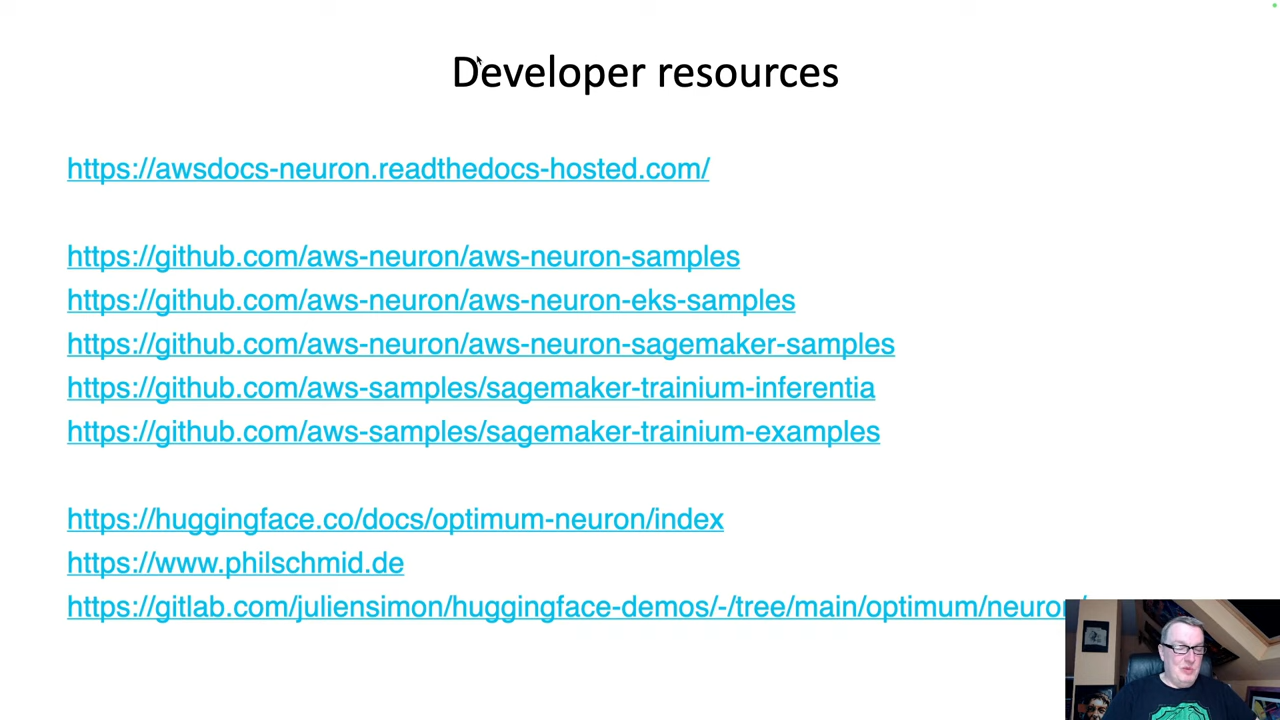 Developer resources
https://awsdocs-neuron.readthedocs-hosted.com/
https://github.com/aws-neuron/aws-neuron-samples
https://github.com/aws-neuron/aws-neuron-eks-samples
https://github.com/aws-neuron/aws-neuron-sagemaker-samples
https://github.com/aws-samples/sagemaker-trainium-inferentia
https://github.com/aws-samples/sagemaker-trainium-examples
https://huggingface.co/docs/optimum-neuron/index
https://www.philschmid.de
https://gitlab.com/juliensimon/huggingface-demos/-/tree/main/optimum/neuron/